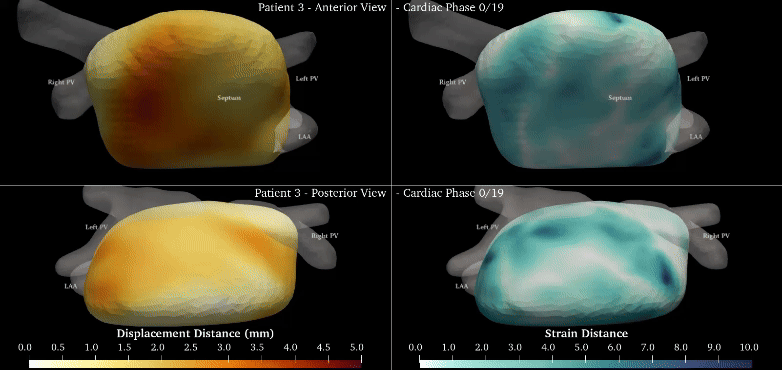 Patient 3 - Anterior View - Cardiac Phase 0/19
Right PV
Left PV
Septum
LAA
Right PV
Left PV
Septum
LAA
Patient 3 - Posterior View - Cardiac Phase 0/19
Left PV
Right PV
LAA
Left PV
Right PV
LAA
Displacement Distance (mm)
0.0 0.5 1.0 1.5 2.0 2.5 3.0 3.5 4.0 4.5 5.0
Strain Distance
0.0 1.0 2.0 3.0 4.0 5.0 6.0 7.0 8.0 9.0 10.0